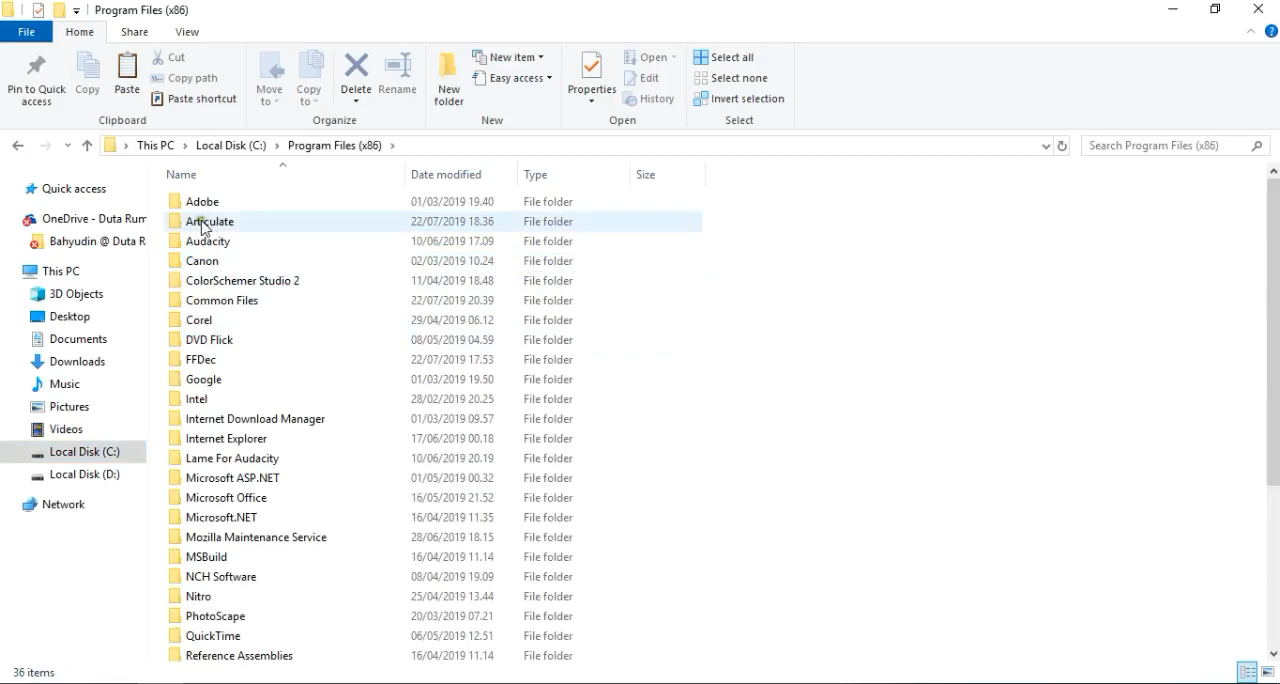 Program Files (x86)
File Home Share View
Pin to Quick access
Copy
Paste
Cut
Copy path
Paste shortcut
Clipboard
Move to
Copy to
Delete
Rename
Organize
New folder
New item
Easy access
New
Properties
Open
Edit
History
Open
Select all
Select none
Invert selection
Select
This PC > Local Disk (C:) > Program Files (x86) >
Search Program Files (x86)
Quick access
OneDrive - Duta Rum
Bahyudin @ Duta R
This PC
3D Objects
Desktop
Documents
Downloads
Music
Pictures
Videos
Local Disk (C:)
Local Disk (D:)
Network
Name Date modified Type Size
Adobe 01/03/2019 19.40 File folder
Articulate 22/07/2019 18.36 File folder
Audacity 10/06/2019 17.09 File folder
Canon 02/03/2019 10.24 File folder
ColorSchemer Studio 2 11/04/2019 18.48 File folder
Common Files 22/07/2019 20.39 File folder
Corel 29/04/2019 06.12 File folder
DVD Flick 08/05/2019 04.59 File folder
FFDec 22/07/2019 17.53 File folder
Google 01/03/2019 19.50 File folder
Intel 28/02/2019 20.25 File folder
Internet Download Manager 01/03/2019 09.57 File folder
Internet Explorer 17/06/2019 00.18 File folder
Lame For Audacity 10/06/2019 20.19 File folder
Microsoft ASP.NET 01/05/2019 00.32 File folder
Microsoft Office 16/05/2019 21.52 File folder
Microsoft.NET 16/04/2019 11.35 File folder
Mozilla Maintenance Service 28/06/2019 18.15 File folder
MSBuild 16/04/2019 11.14 File folder
NCH Software 08/04/2019 19.09 File folder
Nitro 25/04/2019 13.44 File folder
PhotoScape 20/03/2019 07.21 File folder
QuickTime 06/05/2019 12.51 File folder
Reference Assemblies 16/04/2019 11.14 File folder
36 items